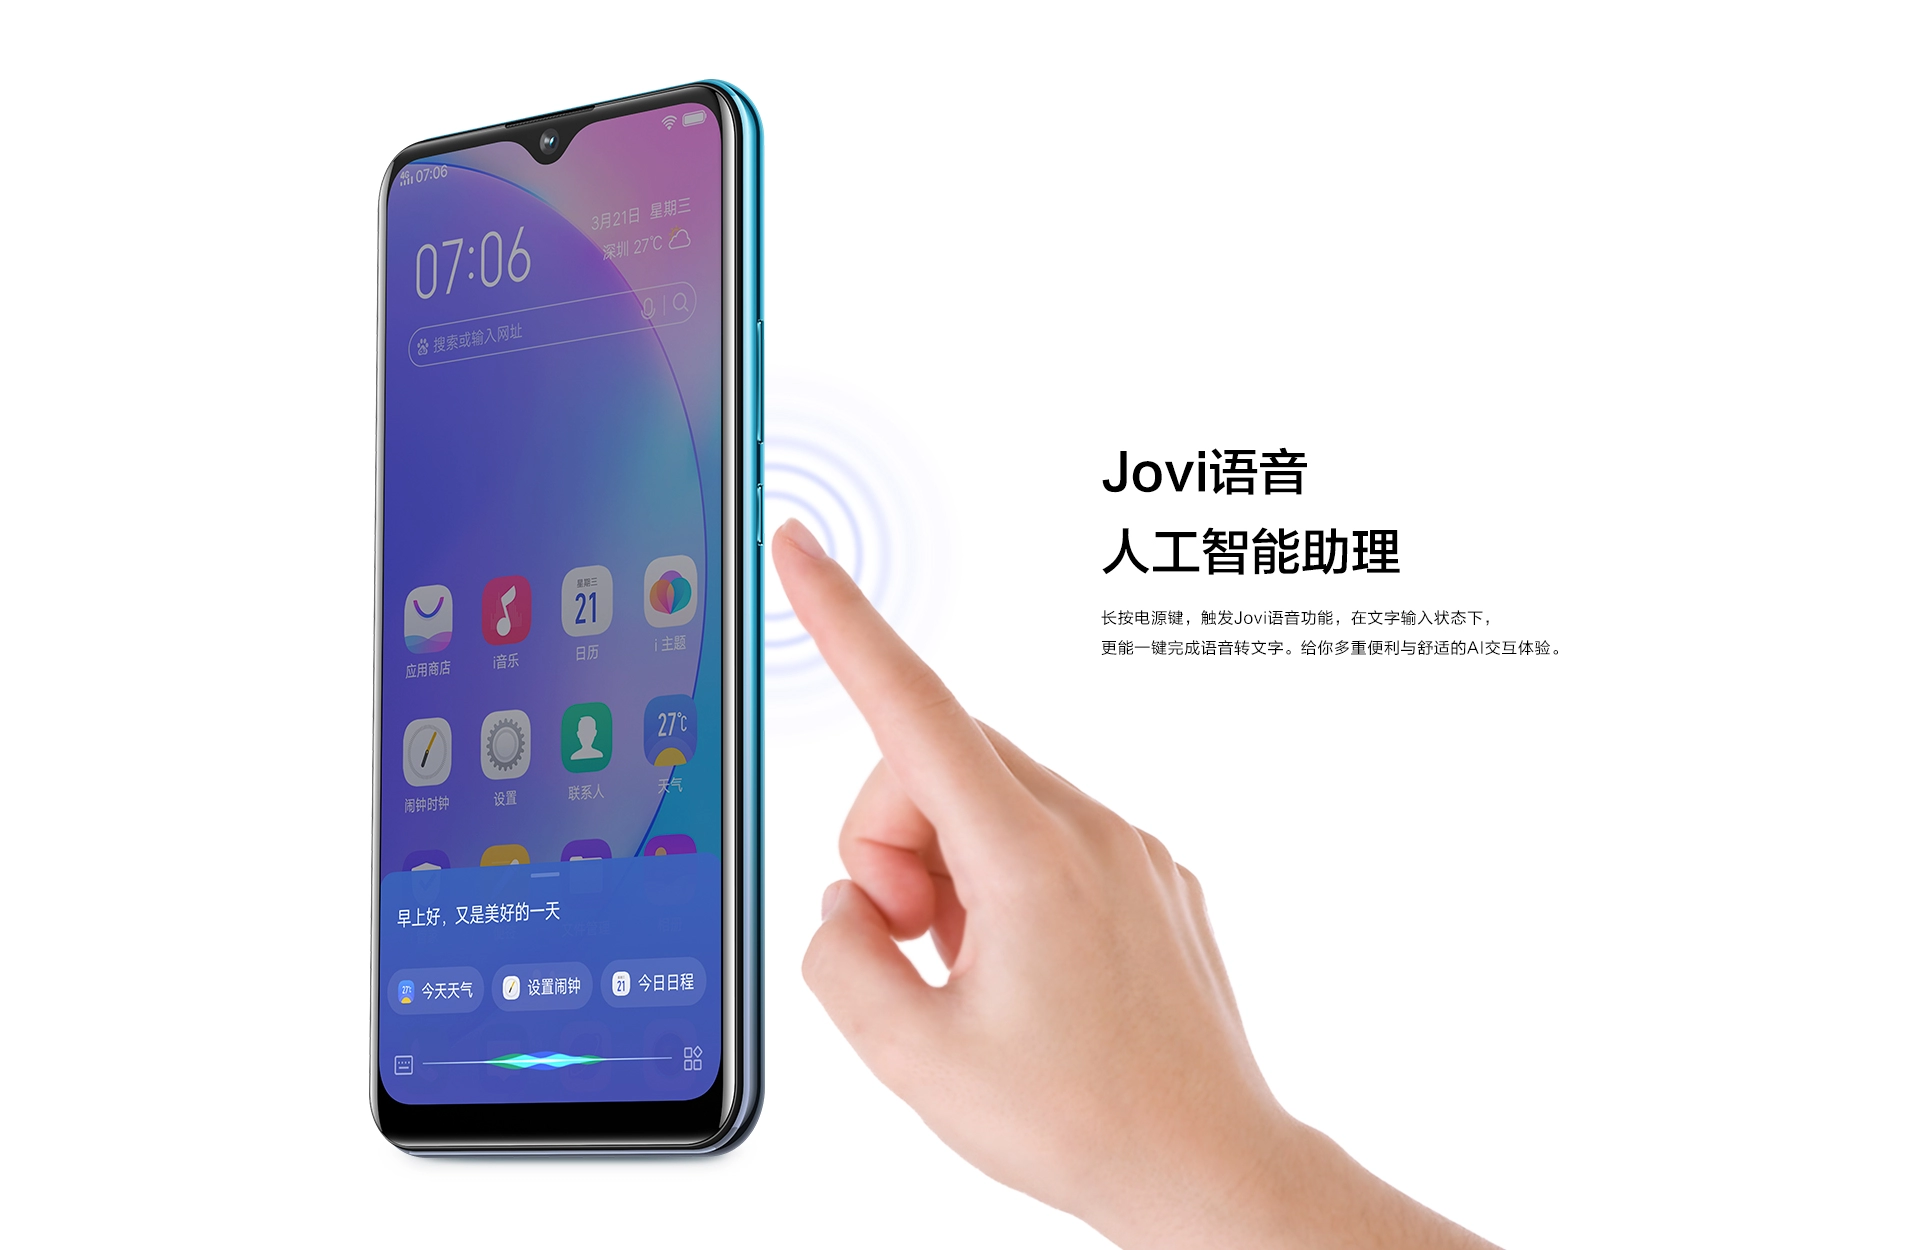 4G 07:06
3月21日 星期三
07:06
深圳 27℃
搜索或输入网址
星期三
21
应用商店
i音乐
日历
i 主题
27℃
闹钟时钟
设置
联系人
天气
早上好，又是美好的一天
27°
今天天气
设置闹钟
21
今日日程
Jovi语音
人工智能助理
长按电源键，触发Jovi语音功能，在文字输入状态下，
更能一键完成语音转文字。给你多重便利与舒适的AI交互体验。